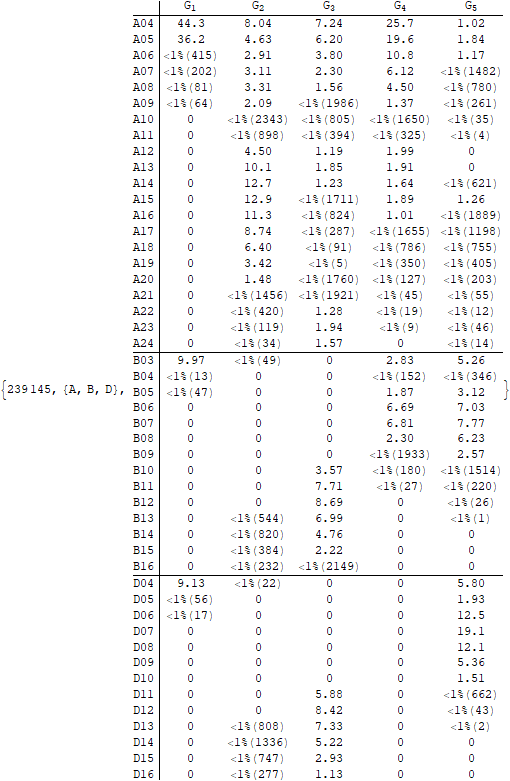 G1 G2 G3 G4 G5
A04 44.3 8.04 7.24 25.7 1.02
A05 36.2 4.63 6.20 19.6 1.84
A06 <1%(415) 2.91 3.80 10.8 1.17
A07 <1%(202) 3.11 2.30 6.12 <1%(1482)
A08 <1%(81) 3.31 1.56 4.50 <1%(780)
A09 <1%(64) 2.09 <1%(1986) 1.37 <1%(261)
A10 0 <1%(2343) <1%(805) <1%(1650) <1%(35)
A11 0 <1%(898) <1%(394) <1%(325) <1%(4)
A12 0 4.50 1.19 1.99 0
A13 0 10.1 1.85 1.91 0
A14 0 12.7 1.23 1.64 <1%(621)
A15 0 12.9 <1%(1711) 1.89 1.26
A16 0 11.3 <1%(824) 1.01 <1%(1889)
A17 0 8.74 <1%(287) <1%(1655) <1%(1198)
A18 0 6.40 <1%(91) <1%(786) <1%(755)
A19 0 3.42 <1%(5) <1%(350) <1%(405)
A20 0 1.48 <1%(1760) <1%(127) <1%(203)
A21 0 <1%(1456) <1%(1921) <1%(45) <1%(55)
A22 0 <1%(420) 1.28 <1%(19) <1%(12)
A23 0 <1%(119) 1.94 <1%(9) <1%(46)
A24 0 <1%(34) 1.57 0 <1%(14)
B03 9.97 <1%(49) 0 2.83 5.26
B04 <1%(13) 0 0 <1%(152) <1%(346)
{239145, {A, B, D}, B05 <1%(47) 0 0 1.87 3.12 }
B06 0 0 0 6.69 7.03
B07 0 0 0 6.81 7.77
B08 0 0 0 2.30 6.23
B09 0 0 0 <1%(1933) 2.57
B10 0 0 3.57 <1%(180) <1%(1514)
B11 0 0 7.71 <1%(27) <1%(220)
B12 0 0 8.69 0 <1%(26)
B13 0 <1%(544) 6.99 0 <1%(1)
B14 0 <1%(820) 4.76 0 0
B15 0 <1%(384) 2.22 0 0
B16 0 <1%(232) <1%(2149) 0 0
D04 9.13 <1%(22) 0 0 5.80
D05 <1%(56) 0 0 0 1.93
D06 <1%(17) 0 0 0 12.5
D07 0 0 0 0 19.1
D08 0 0 0 0 12.1
D09 0 0 0 0 5.36
D10 0 0 0 0 1.51
D11 0 0 5.88 0 <1%(662)
D12 0 0 8.42 0 <1%(43)
D13 0 <1%(808) 7.33 0 <1%(2)
D14 0 <1%(1336) 5.22 0 0
D15 0 <1%(747) 2.93 0 0
D16 0 <1%(277) 1.13 0 0